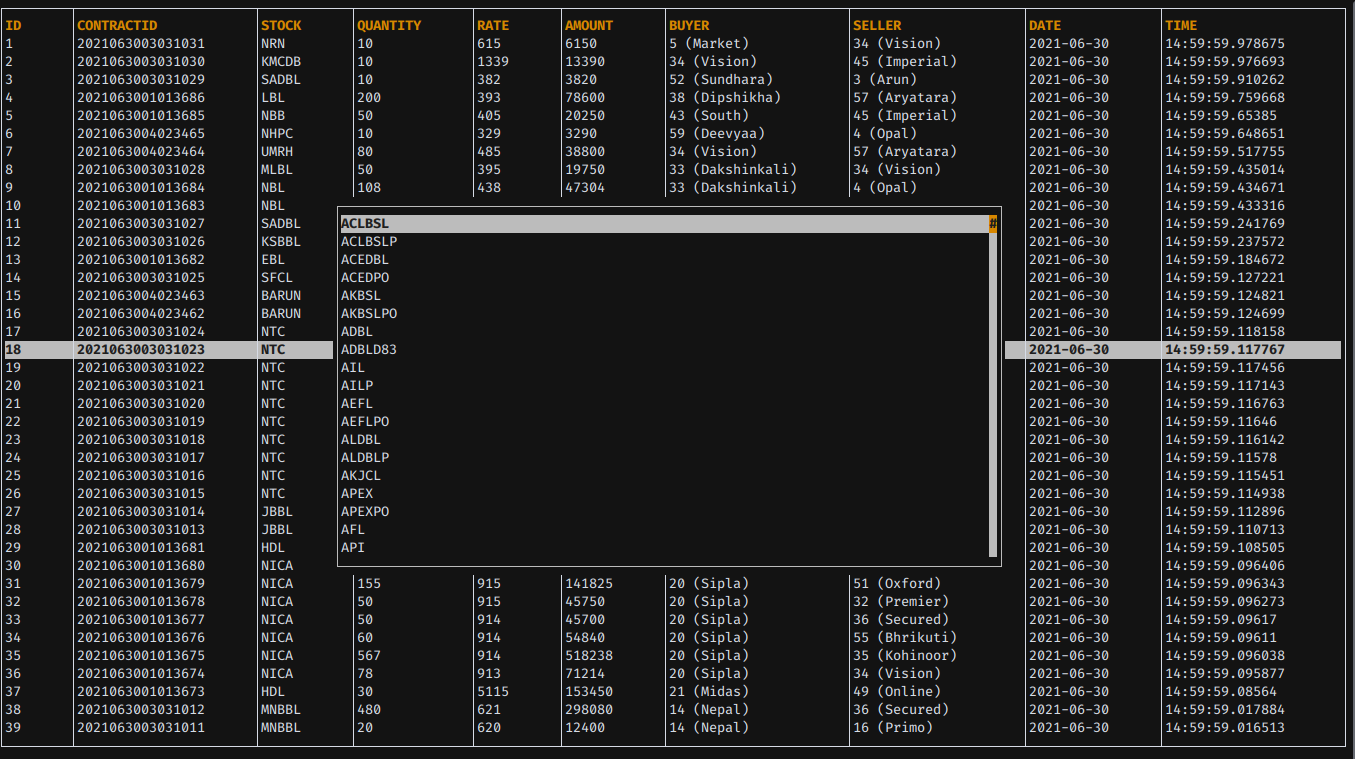 ID CONTRACTID STOCK QUANTITY RATE AMOUNT BUYER SELLER DATE TIME
1 2021063003031031 NRN 10 615 6150 5 (Market) 34 (Vision) 2021-06-30 14:59:59.978675
2 2021063003031030 KMCDB 10 1339 13390 34 (Vision) 45 (Imperial) 2021-06-30 14:59:59.976693
3 2021063003031029 SADBL 10 382 3820 52 (Sundhara) 3 (Arun) 2021-06-30 14:59:59.910262
4 2021063001013686 LBL 200 393 78600 38 (Dipshikha) 57 (Aryatara) 2021-06-30 14:59:59.759668
5 2021063001013685 NBB 50 405 20250 43 (South) 45 (Imperial) 2021-06-30 14:59:59.65385
6 2021063004023465 NHPC 10 329 3290 59 (Deevyaa) 4 (Opal) 2021-06-30 14:59:59.648651
7 2021063004023464 UMRH 80 485 38800 34 (Vision) 57 (Aryatara) 2021-06-30 14:59:59.517755
8 2021063003031028 MLBL 50 395 19750 33 (Dakshinkali) 34 (Vision) 2021-06-30 14:59:59.435014
9 2021063001013684 NBL 108 438 47304 33 (Dakshinkali) 4 (Opal) 2021-06-30 14:59:59.434671
10 2021063001013683 NBL 2021-06-30 14:59:59.433316
11 2021063003031027 SADBL ACLBSL # 2021-06-30 14:59:59.241769
12 2021063003031026 KSBBL ACLBSLP 2021-06-30 14:59:59.237572
13 2021063001013682 EBL ACEDBL 2021-06-30 14:59:59.184672
14 2021063003031025 SFCL ACEDPO 2021-06-30 14:59:59.127221
15 2021063004023463 BARUN AKBSL 2021-06-30 14:59:59.124821
16 2021063004023462 BARUN AKBSLPO 2021-06-30 14:59:59.124699
17 2021063003031024 NTC ADBL 2021-06-30 14:59:59.118158
18 2021063003031023 NTC ADBLD83 2021-06-30 14:59:59.117767
19 2021063003031022 NTC AIL 2021-06-30 14:59:59.117456
20 2021063003031021 NTC AILP 2021-06-30 14:59:59.117143
21 2021063003031020 NTC AEFL 2021-06-30 14:59:59.116763
22 2021063003031019 NTC AEFLPO 2021-06-30 14:59:59.11646
23 2021063003031018 NTC ALDBL 2021-06-30 14:59:59.116142
24 2021063003031017 NTC ALDBLP 2021-06-30 14:59:59.11578
25 2021063003031016 NTC AKJCL 2021-06-30 14:59:59.115451
26 2021063003031015 NTC APEX 2021-06-30 14:59:59.114938
27 2021063003031014 JBBL APEXPO 2021-06-30 14:59:59.112896
28 2021063003031013 JBBL AFL 2021-06-30 14:59:59.110713
29 2021063001013681 HDL API 2021-06-30 14:59:59.108505
30 2021063001013680 NICA 2021-06-30 14:59:59.096406
31 2021063001013679 NICA 155 915 141825 20 (Sipla) 51 (Oxford) 2021-06-30 14:59:59.096343
32 2021063001013678 NICA 50 915 45750 20 (Sipla) 32 (Premier) 2021-06-30 14:59:59.096273
33 2021063001013677 NICA 50 914 45700 20 (Sipla) 36 (Secured) 2021-06-30 14:59:59.09617
34 2021063001013676 NICA 60 914 54840 20 (Sipla) 55 (Bhrikuti) 2021-06-30 14:59:59.09611
35 2021063001013675 NICA 567 914 518238 20 (Sipla) 35 (Kohinoor) 2021-06-30 14:59:59.096038
36 2021063001013674 NICA 78 913 71214 20 (Sipla) 34 (Vision) 2021-06-30 14:59:59.095877
37 2021063001013673 HDL 30 5115 153450 21 (Midas) 49 (Online) 2021-06-30 14:59:59.08564
38 2021063003031012 MNBBL 480 621 298080 14 (Nepal) 36 (Secured) 2021-06-30 14:59:59.017884
39 2021063003031011 MNBBL 20 620 12400 14 (Nepal) 16 (Primo) 2021-06-30 14:59:59.016513